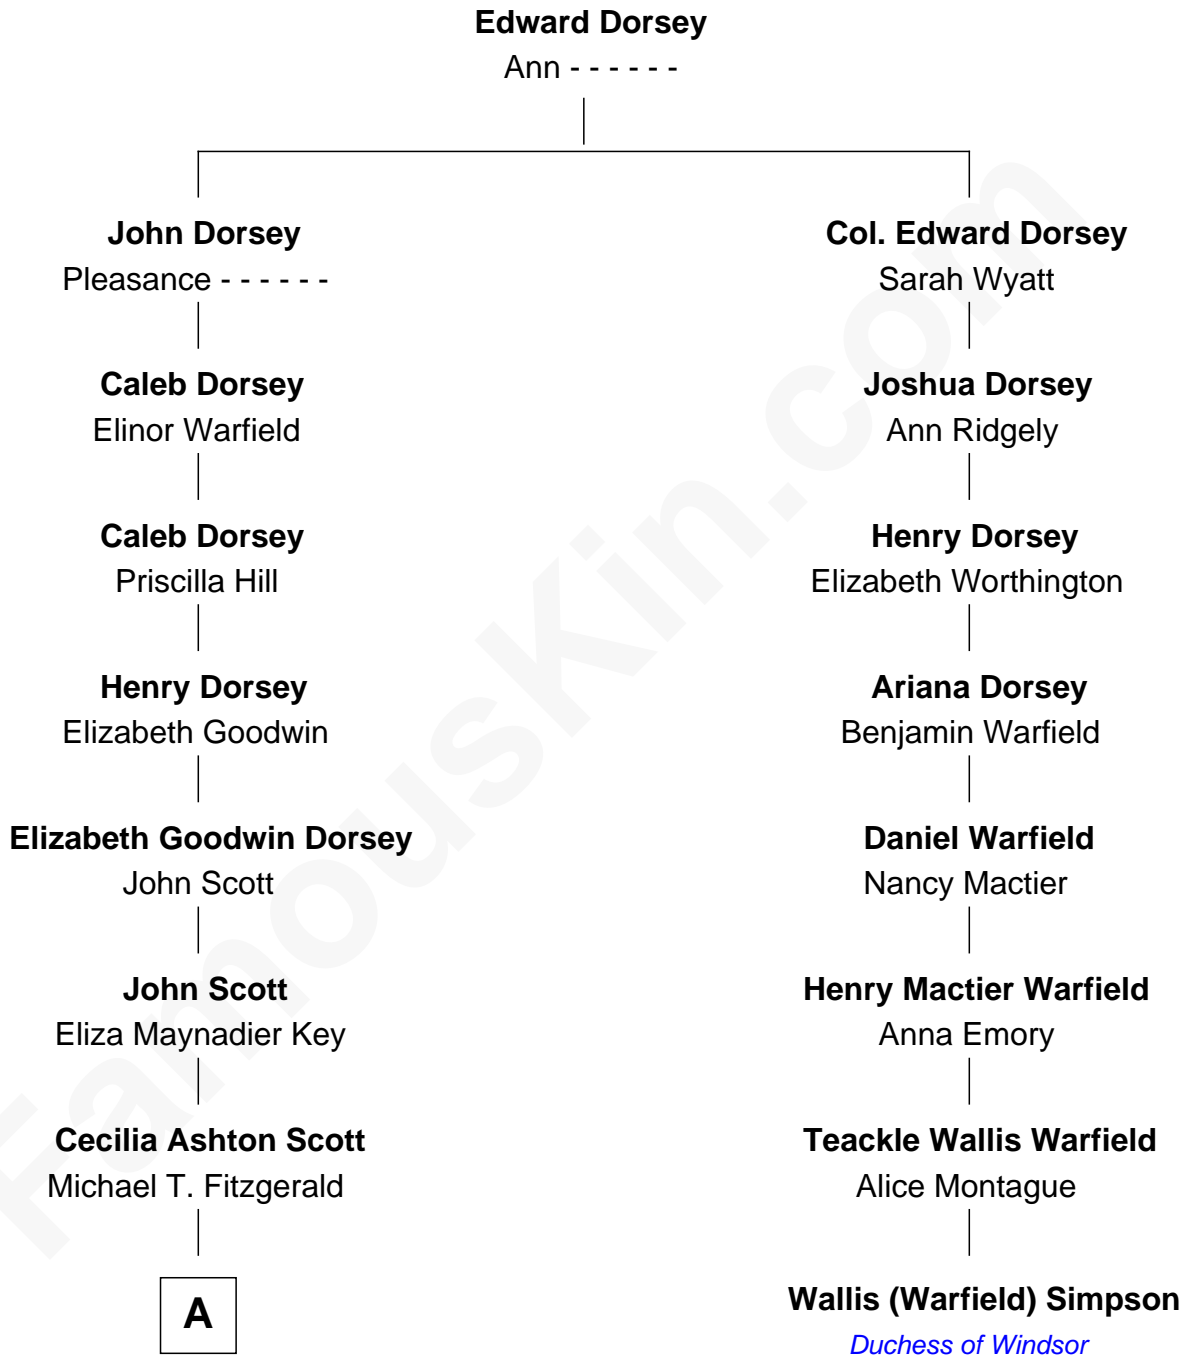 Edward Dorsey
Ann - - - - - -
John Dorsey
Pleasance - - - - - -
Col. Edward Dorsey
Sarah Wyatt
Caleb Dorsey
Elinor Warfield
Joshua Dorsey
Ann Ridgely
Caleb Dorsey
Priscilla Hill
Henry Dorsey
Elizabeth Worthington
Henry Dorsey
Elizabeth Goodwin
Ariana Dorsey
Benjamin Warfield
Elizabeth Goodwin Dorsey
John Scott
Daniel Warfield
Nancy Mactier
John Scott
Eliza Maynadier Key
Henry Mactier Warfield
Anna Emory
Cecilia Ashton Scott
Michael T. Fitzgerald
Teackle Wallis Warfield
Alice Montague
A
Wallis (Warfield) Simpson
Duchess of Windsor
FamousKin.com